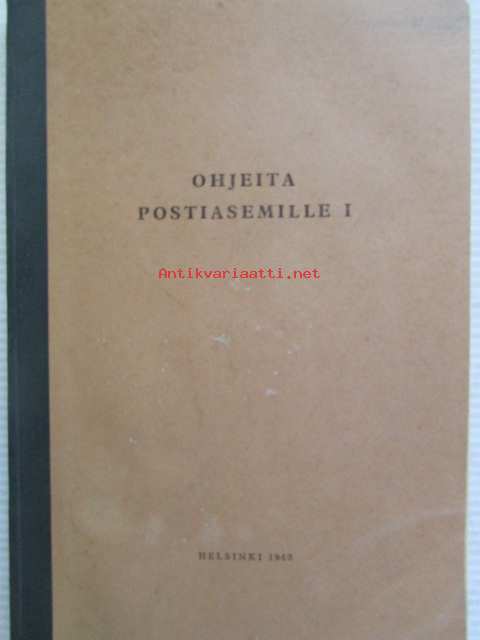 OHJEITA
POSTIASEMILLE I
Antikvariaatti.net
HELSINKI